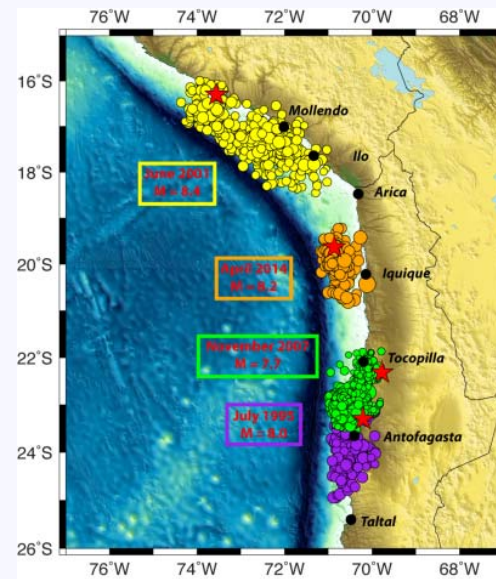 76°W 74°W 72°W 70°W 68°W
16°S
Mollendo
Ilo
18°S
June 2001
M = 8.4
Arica
20°S
April 2014
M = 8.2
Iquique
22°S
November 2007
M = 7.7
Tocopilla
July 1995
M = 8.0
Antofagasta
24°S
Taltal
26°S
76°W 74°W 72°W 70°W 68°W